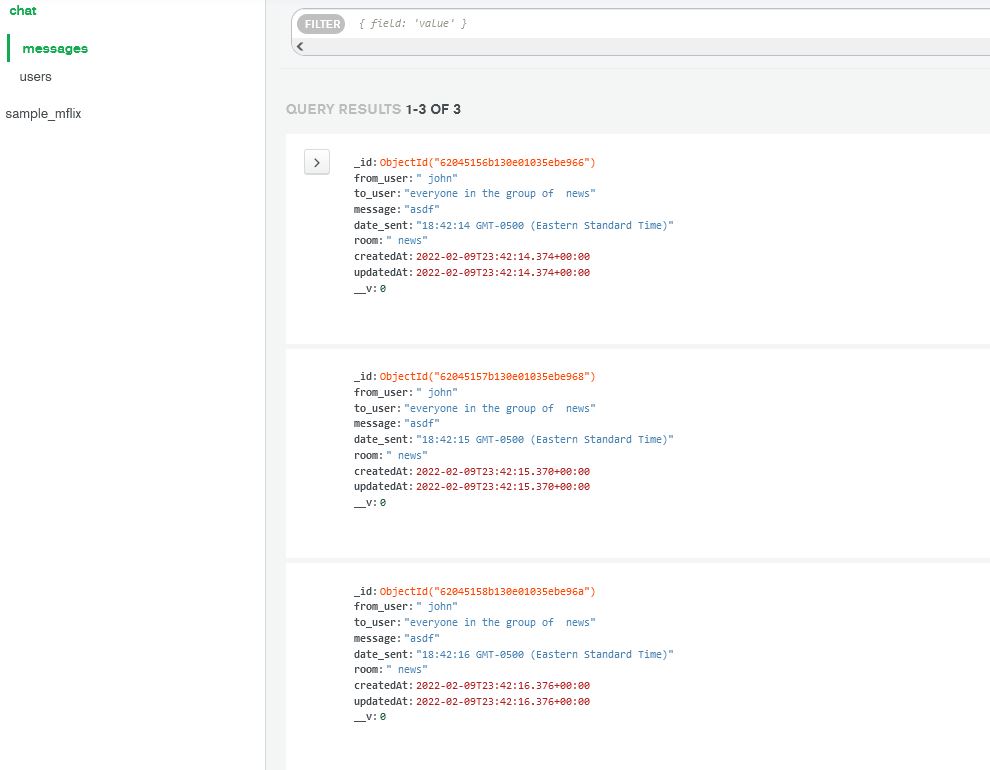 chat
messages
users
sample_mflix
FILTER { field: 'value' }
QUERY RESULTS 1-3 OF 3
_id: ObjectId("62045156b130e01035ebe966")
from_user: " john"
to_user: "everyone in the group of  news"
message: "asdf"
date_sent: "18:42:14 GMT-0500 (Eastern Standard Time)"
room: " news"
createdAt: 2022-02-09T23:42:14.374+00:00
updatedAt: 2022-02-09T23:42:14.374+00:00
__v: 0
_id: ObjectId("62045157b130e01035ebe968")
from_user: " john"
to_user: "everyone in the group of  news"
message: "asdf"
date_sent: "18:42:15 GMT-0500 (Eastern Standard Time)"
room: " news"
createdAt: 2022-02-09T23:42:15.370+00:00
updatedAt: 2022-02-09T23:42:15.370+00:00
__v: 0
_id: ObjectId("62045158b130e01035ebe96a")
from_user: " john"
to_user: "everyone in the group of  news"
message: "asdf"
date_sent: "18:42:16 GMT-0500 (Eastern Standard Time)"
room: " news"
createdAt: 2022-02-09T23:42:16.376+00:00
updatedAt: 2022-02-09T23:42:16.376+00:00
__v: 0